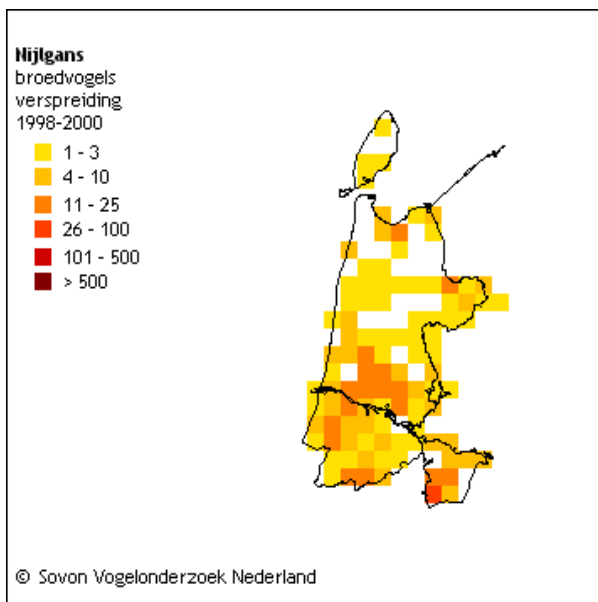 Nijlgans
broedvogels
verspreiding
1998-2000
1 - 3
4 - 10
11 - 25
26 - 100
101 - 500
> 500
© Sovon Vogelonderzoek Nederland